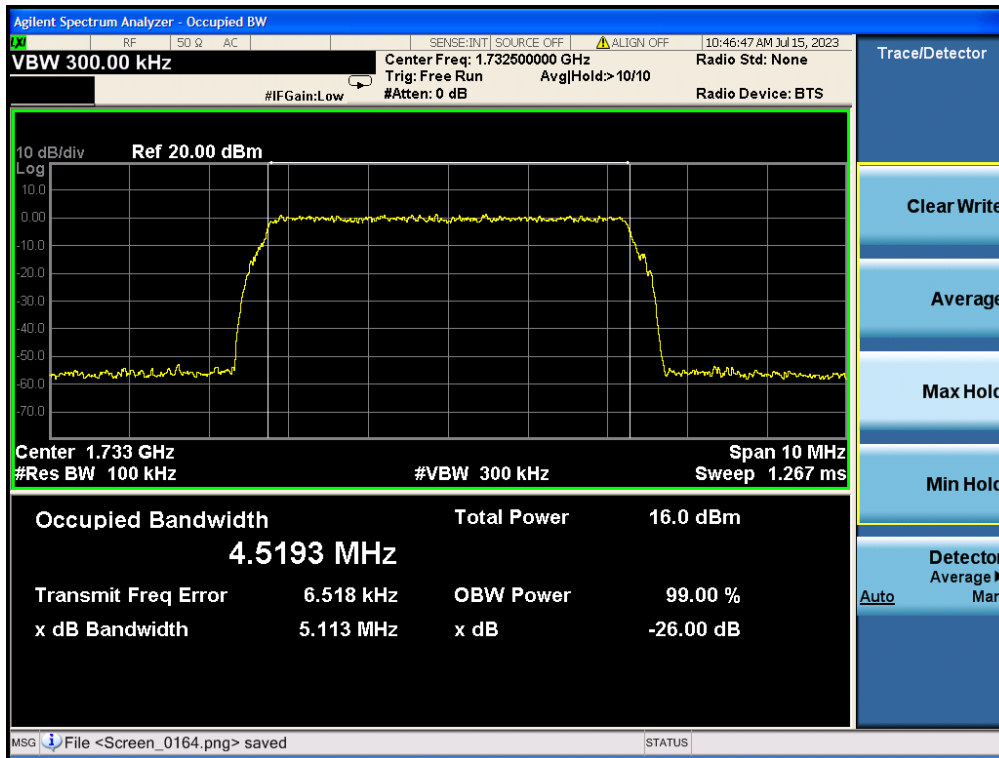 Agilent Spectrum Analyzer - Occupied BW
LXI RF 50 Ω AC SENSE:INT SOURCE OFF ALIGN OFF 10:46:47 AM Jul 15, 2023
VBW 300.00 kHz
Center Freq: 1.732500000 GHz
Radio Std: None
Trig: Free Run Avg|Hold:> 10/10
#IFGain:Low
#Atten: 0 dB
Radio Device: BTS
10 dB/div Ref 20.00 dBm
Log
10.0
0.00
-10.0
-20.0
-30.0
-40.0
-50.0
-60.0
-70.0
Center 1.733 GHz Span 10 MHz
#Res BW 100 kHz #VBW 300 kHz Sweep 1.267 ms
Occupied Bandwidth Total Power 16.0 dBm
4.5193 MHz
Transmit Freq Error 6.518 kHz OBW Power 99.00 %
x dB Bandwidth 5.113 MHz x dB -26.00 dB
MSG File <Screen_0164.png> saved STATUS
Trace/Detector
Clear Write
Average
Max Hold
Min Hold
Detector
Average
Auto Man